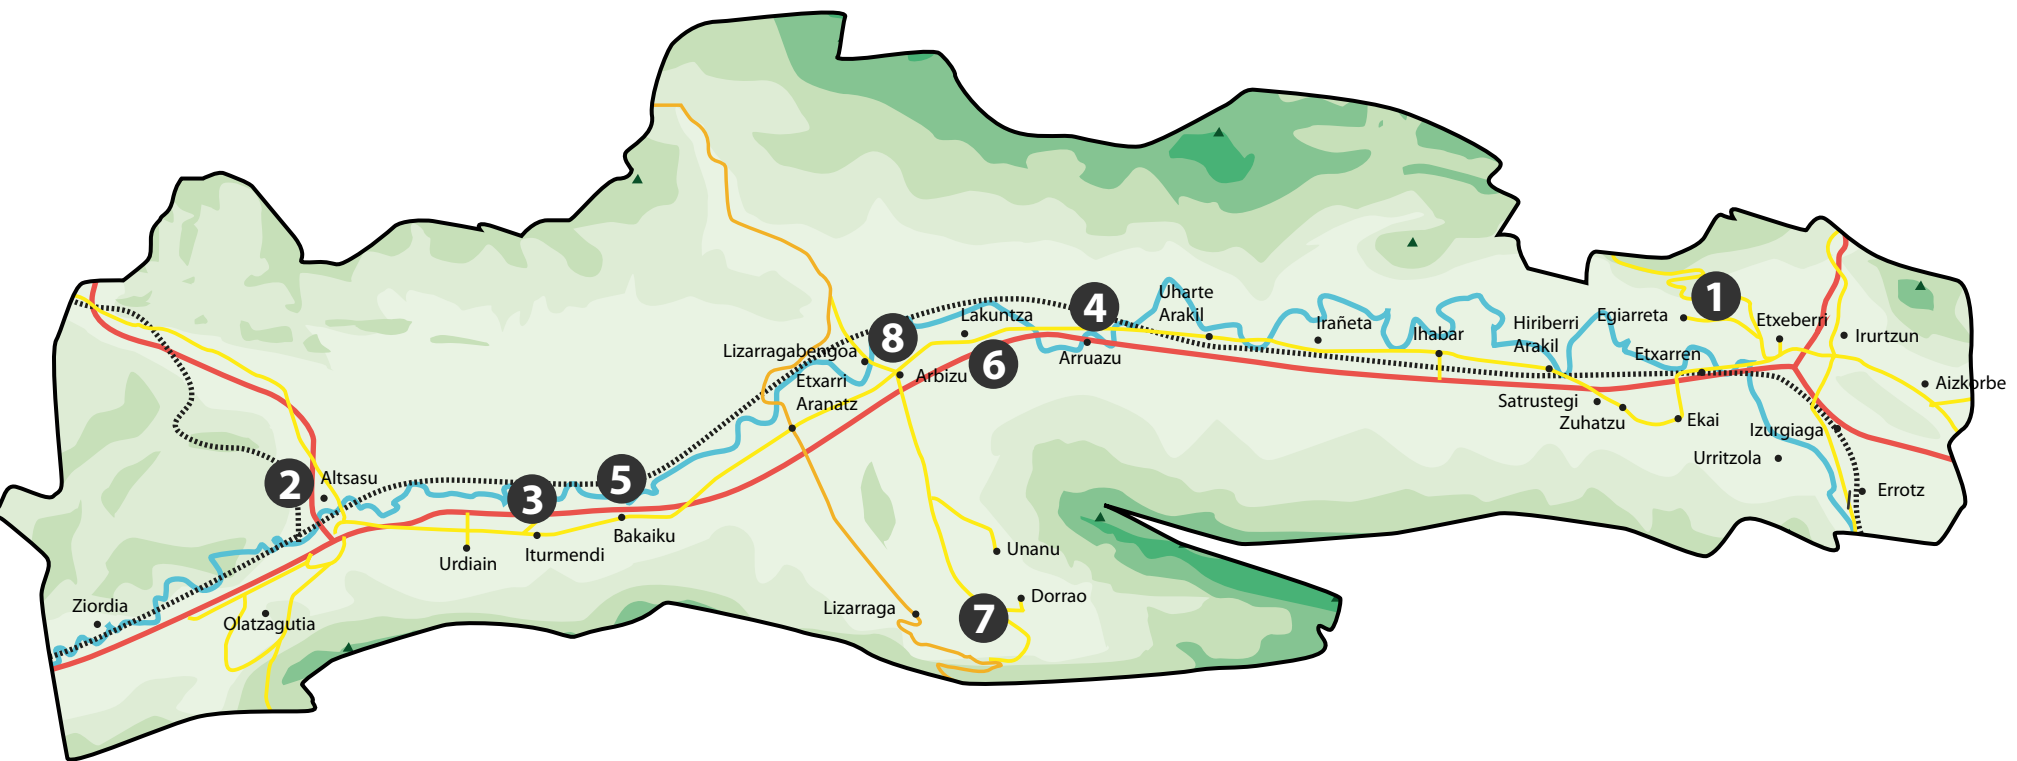 Uharte
Arakil
1
4
Lakuntza
Irañeta
Hiriberri
Arakil
Egiarreta
Etxeberri
Irurtzun
8
Ihabar
Lizarragabengoa
6
Arruazu
Etxarren
Etxarri
Aranatz
Arbizu
Aizkorbe
Satrustegi
Zuhatzu
Ekai
Izurgiaga
Urritzola
Errotz
2
Altsasu
3
5
Bakaiku
Iturmendi
Urdiain
Unanu
Ziordia
Olatzagutia
Lizarraga
7
Dorrao